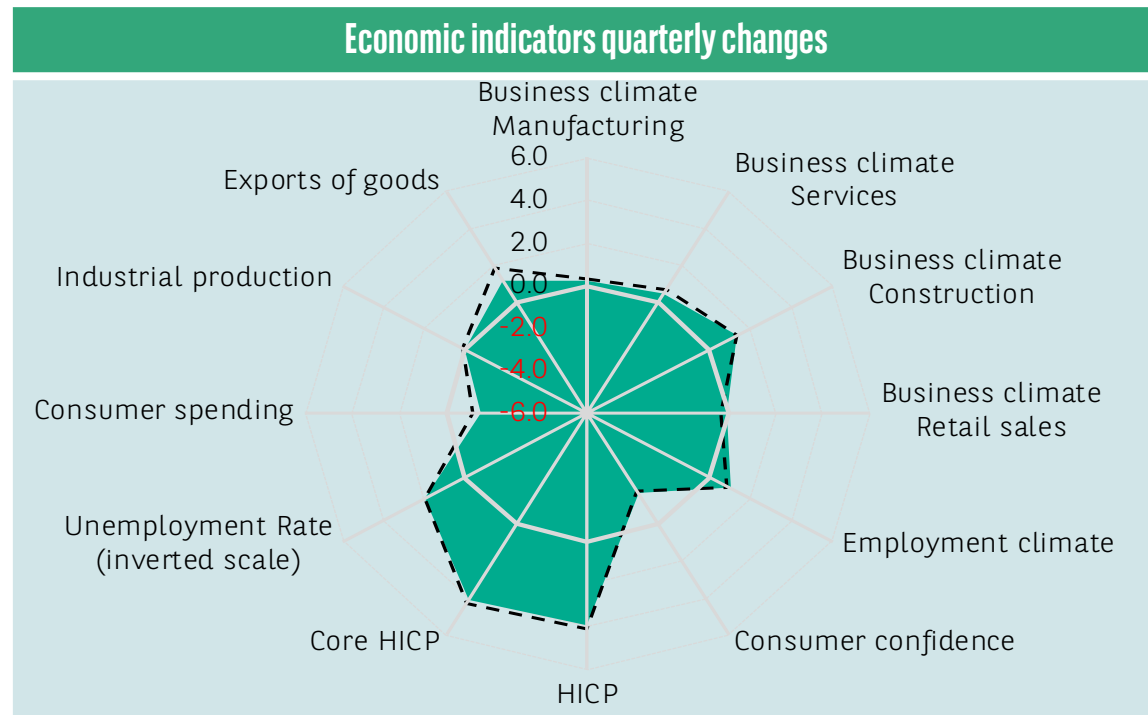 Economic indicators quarterly changes
Business climate
Manufacturing
Business climate
Services
Business climate
Construction
Business climate
Retail sales
Employment climate
Consumer confidence
HICP
Core HICP
Unemployment Rate
(inverted scale)
Consumer spending
Industrial production
Exports of goods
6.0
4.0
2.0
0.0
-2.0
-4.0
-6.0